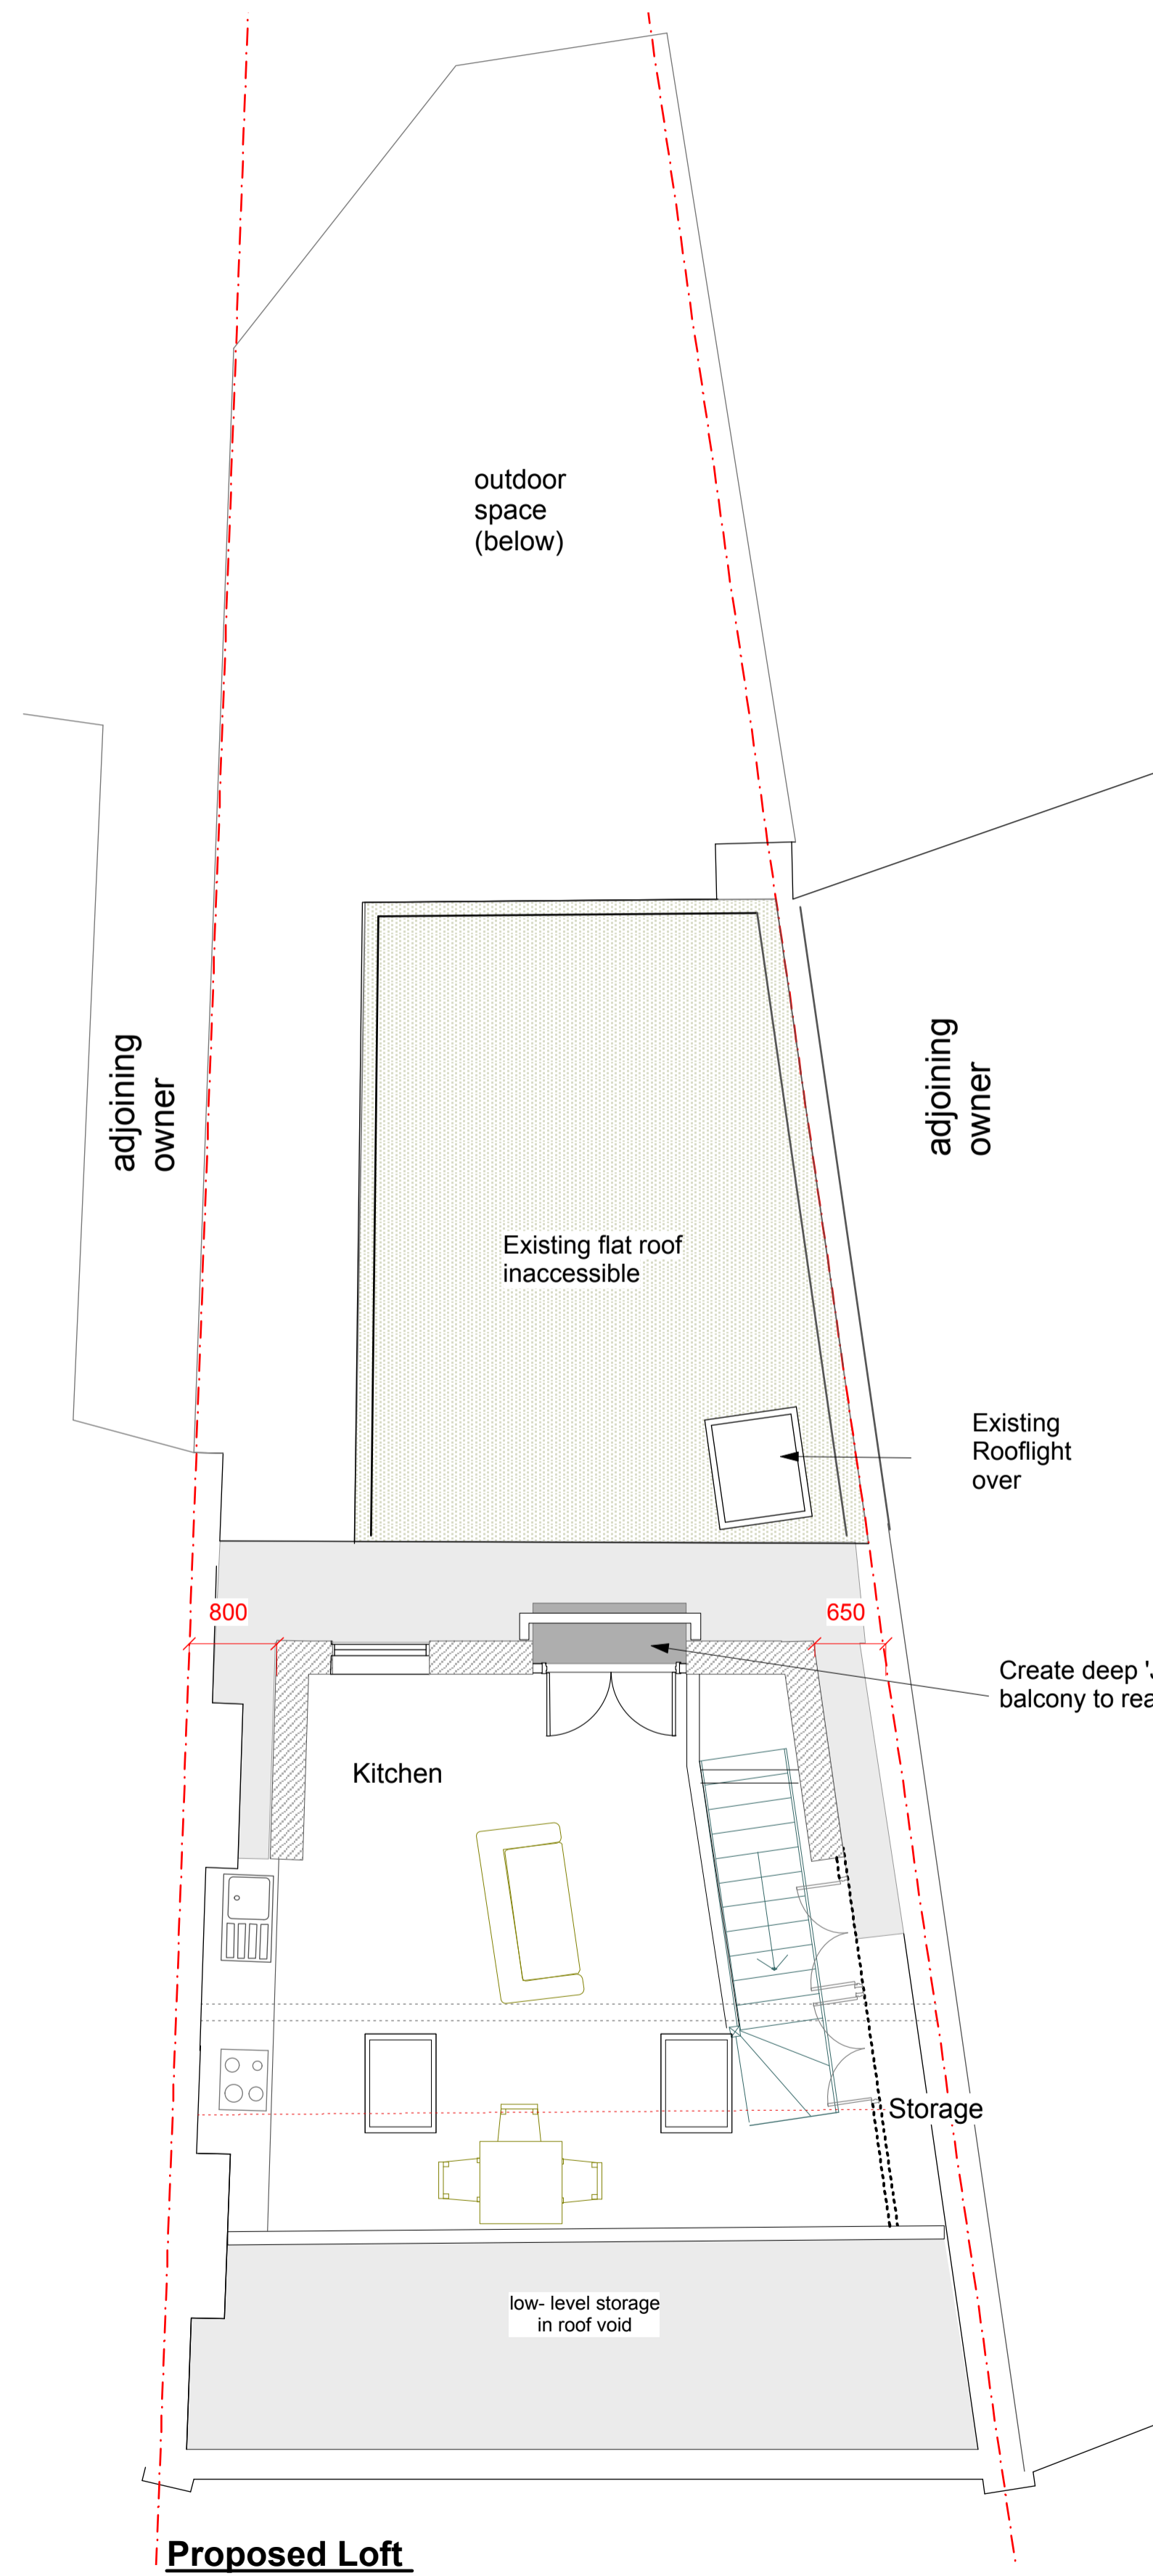 outdoor
space
(below)
adjoining
owner
adjoining
owner
Existing flat roof
inaccessible
Existing
Rooflight
over
800
650
Create deep
balcony to
Kitchen
Storage
low- level storage
in roof void
Proposed Loft